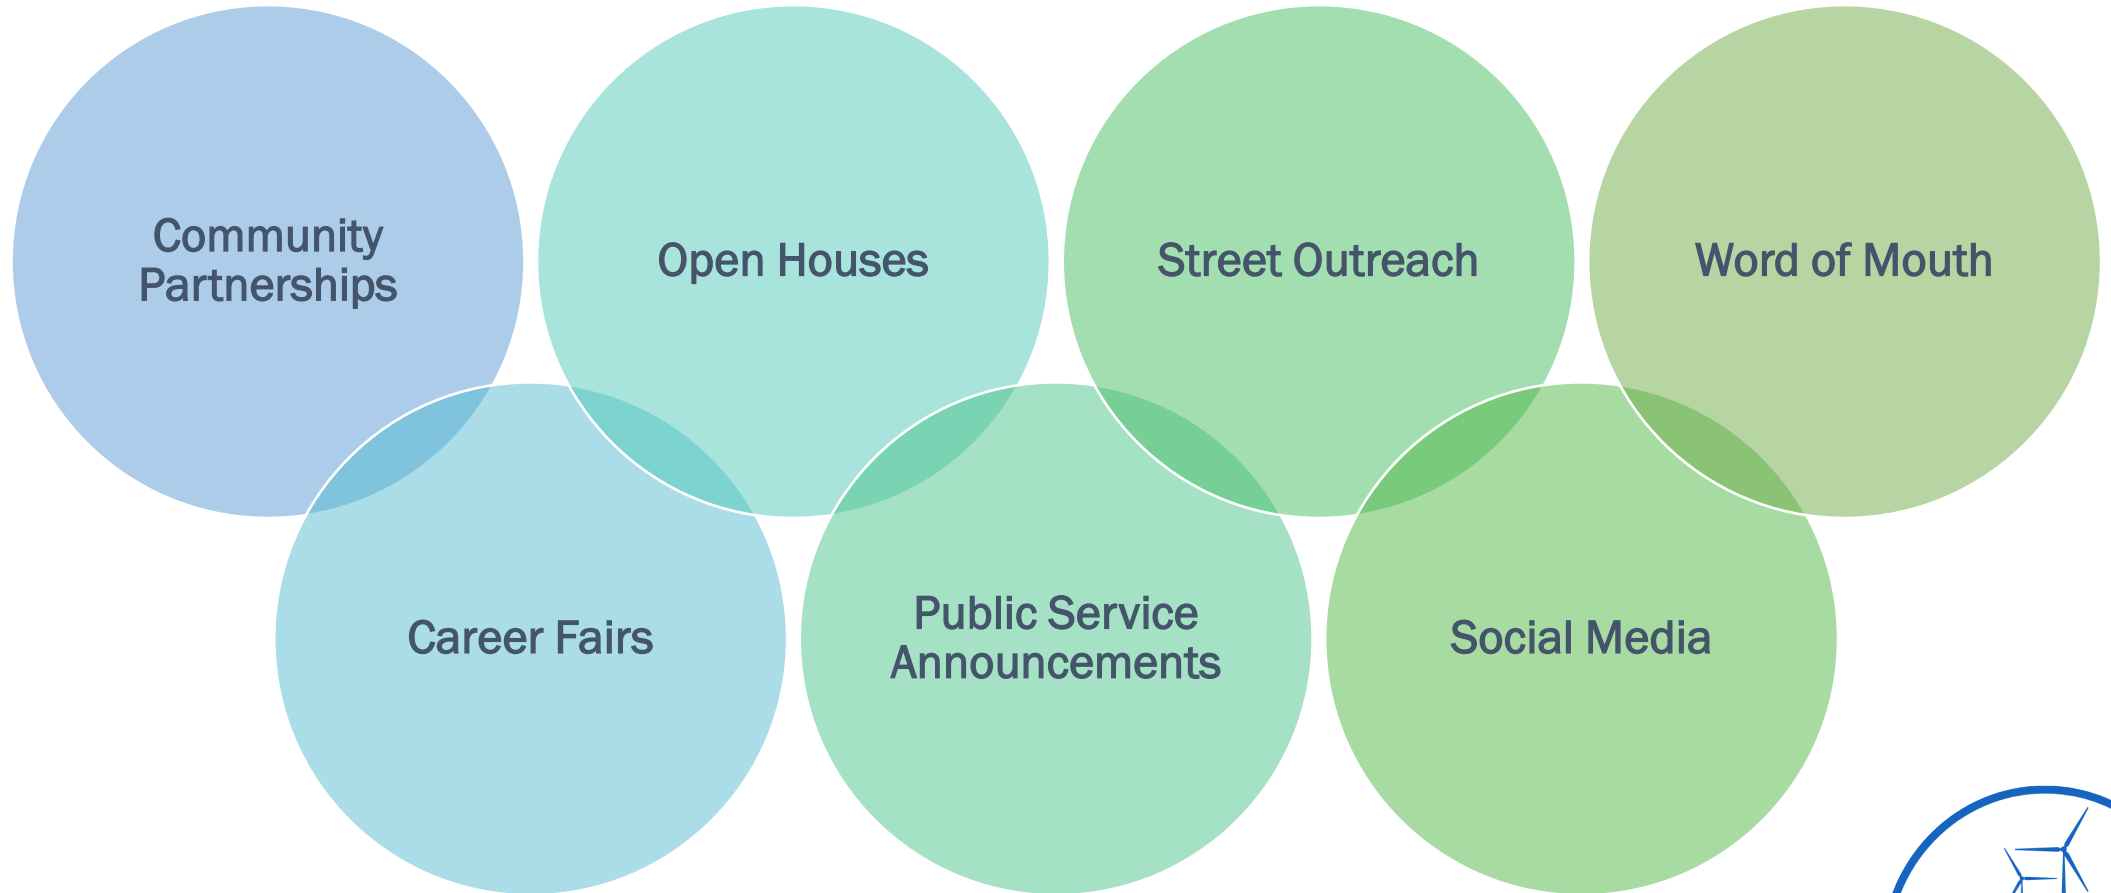 Community
Partnerships
Open Houses
Street Outreach
Word of Mouth
Career Fairs
Public Service
Announcements
Social Media